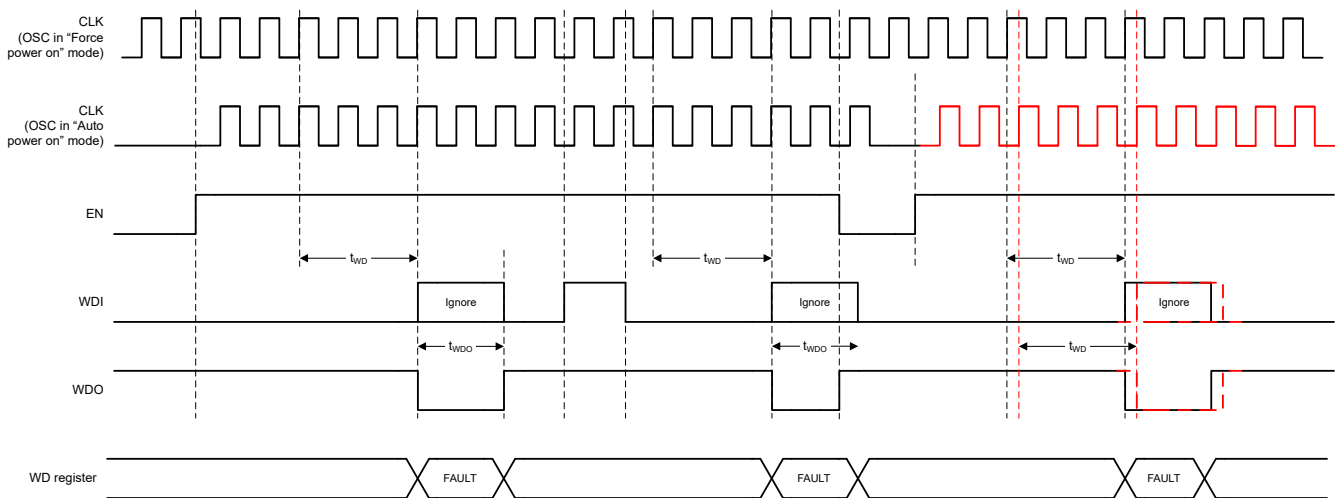 CLK
(OSC in “Force
power on” mode)
CLK
(OSC in “Auto
power on” mode)
EN
tWD
tWD
tWD
WDI
Ignore
Ignore
Ignore
tWDO
tWDO
tWD
WDO
WD register
FAULT
FAULT
FAULT